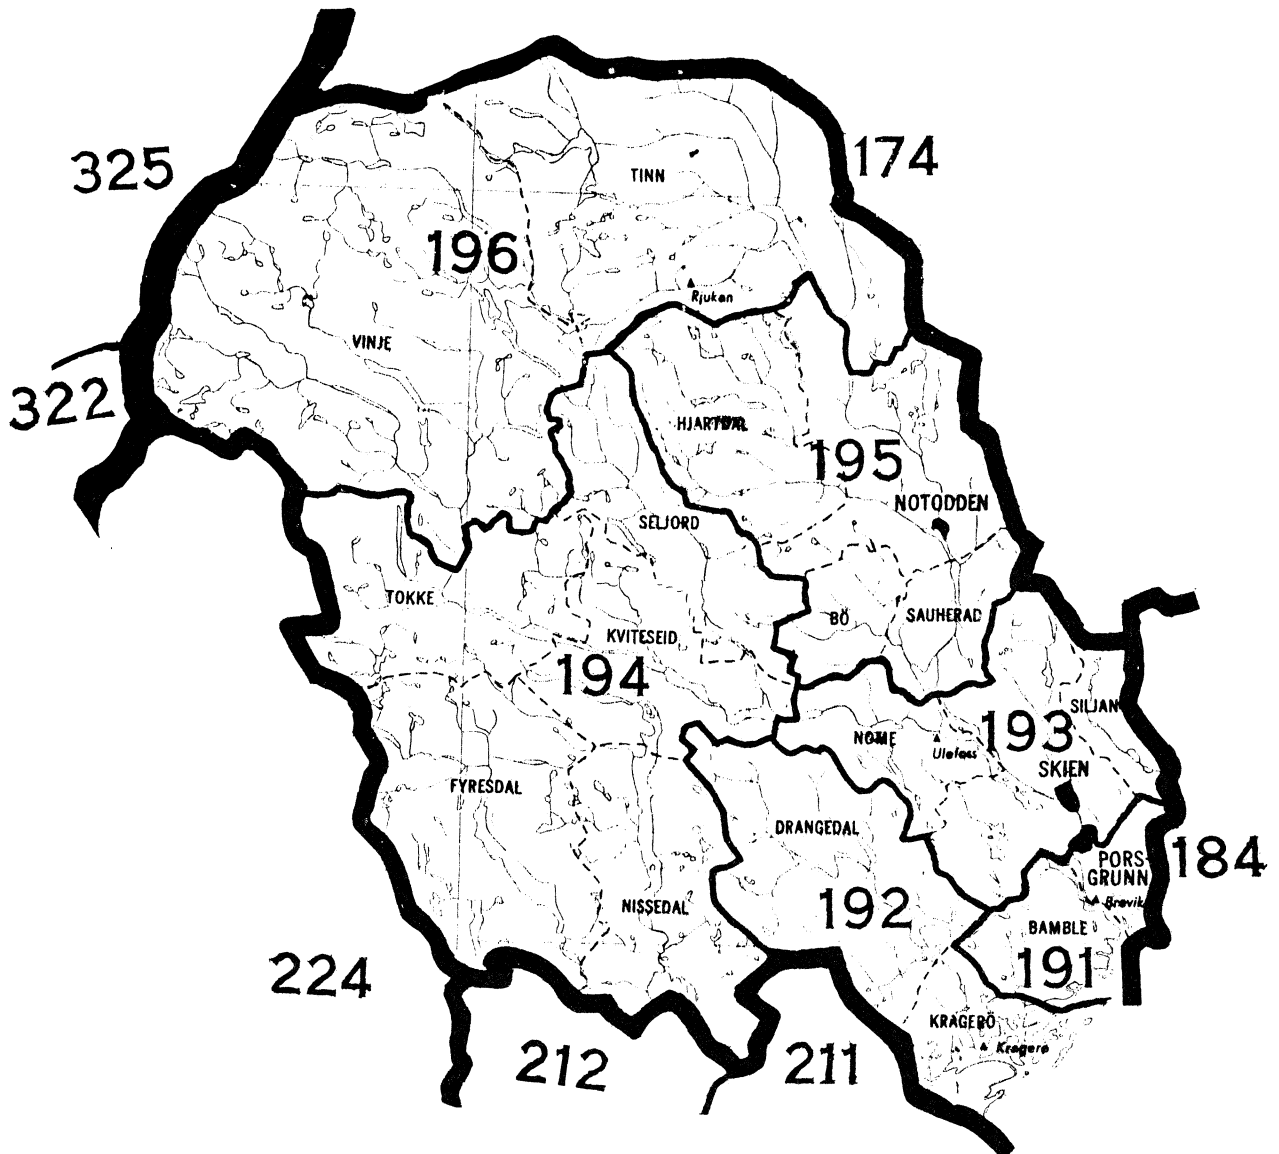 325
174
TINN
196
Rjukan
VINJE
322
HJARTDAL
195
NOTODDEN
SELJORD
TOKKE
BÖ
SAUHERAD
KVITESEID
194
SILJAN
193
NOME
Ulefoss
SKIEN
FYRESDAL
DRANGEDAL
PORS-
GRUNN
184
Brevik
192
NISSEDAL
BAMBLE
191
224
KRAGERÖ
Kragerø
212
211